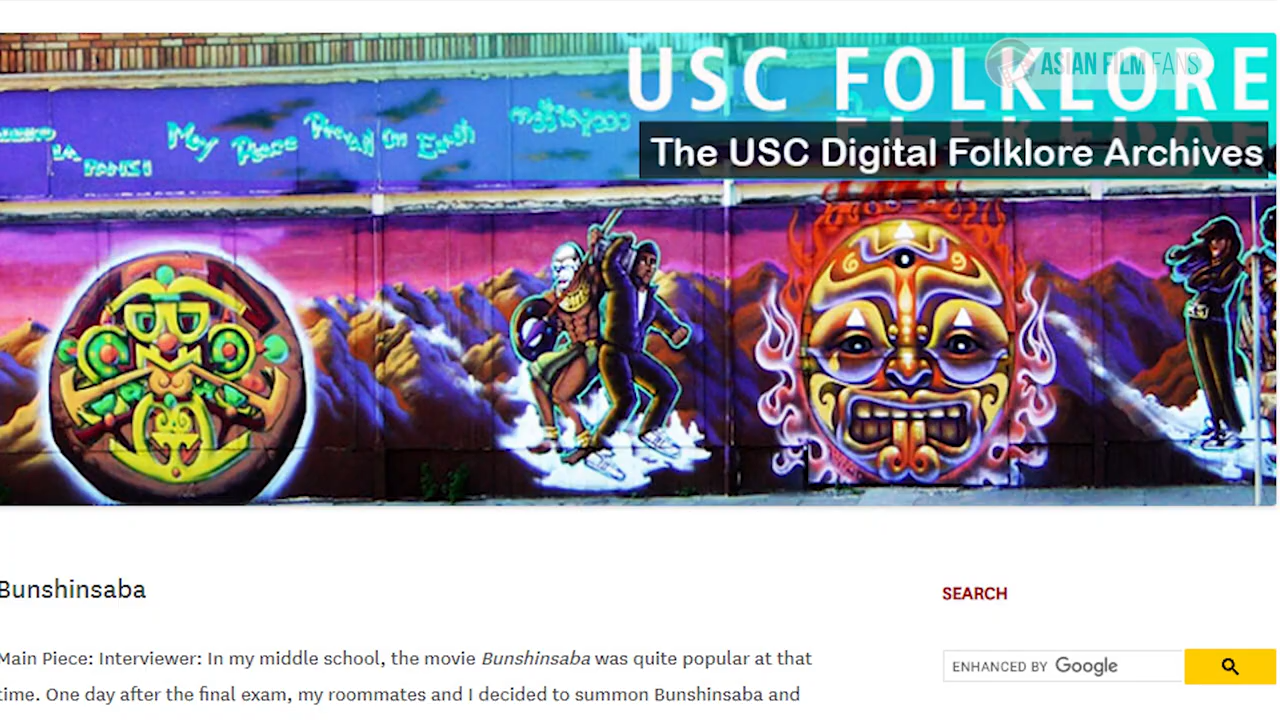 USC FOLKLORE
ASIAN FILM FANS
The USC Digital Folklore Archives
May Peace Prevail On Earth
Bunshinsaba
SEARCH
Main Piece: Interviewer: In my middle school, the movie Bunshinsaba was quite popular at that
time. One day after the final exam, my roommates and I decided to summon Bunshinsaba and
ENHANCED BY Google